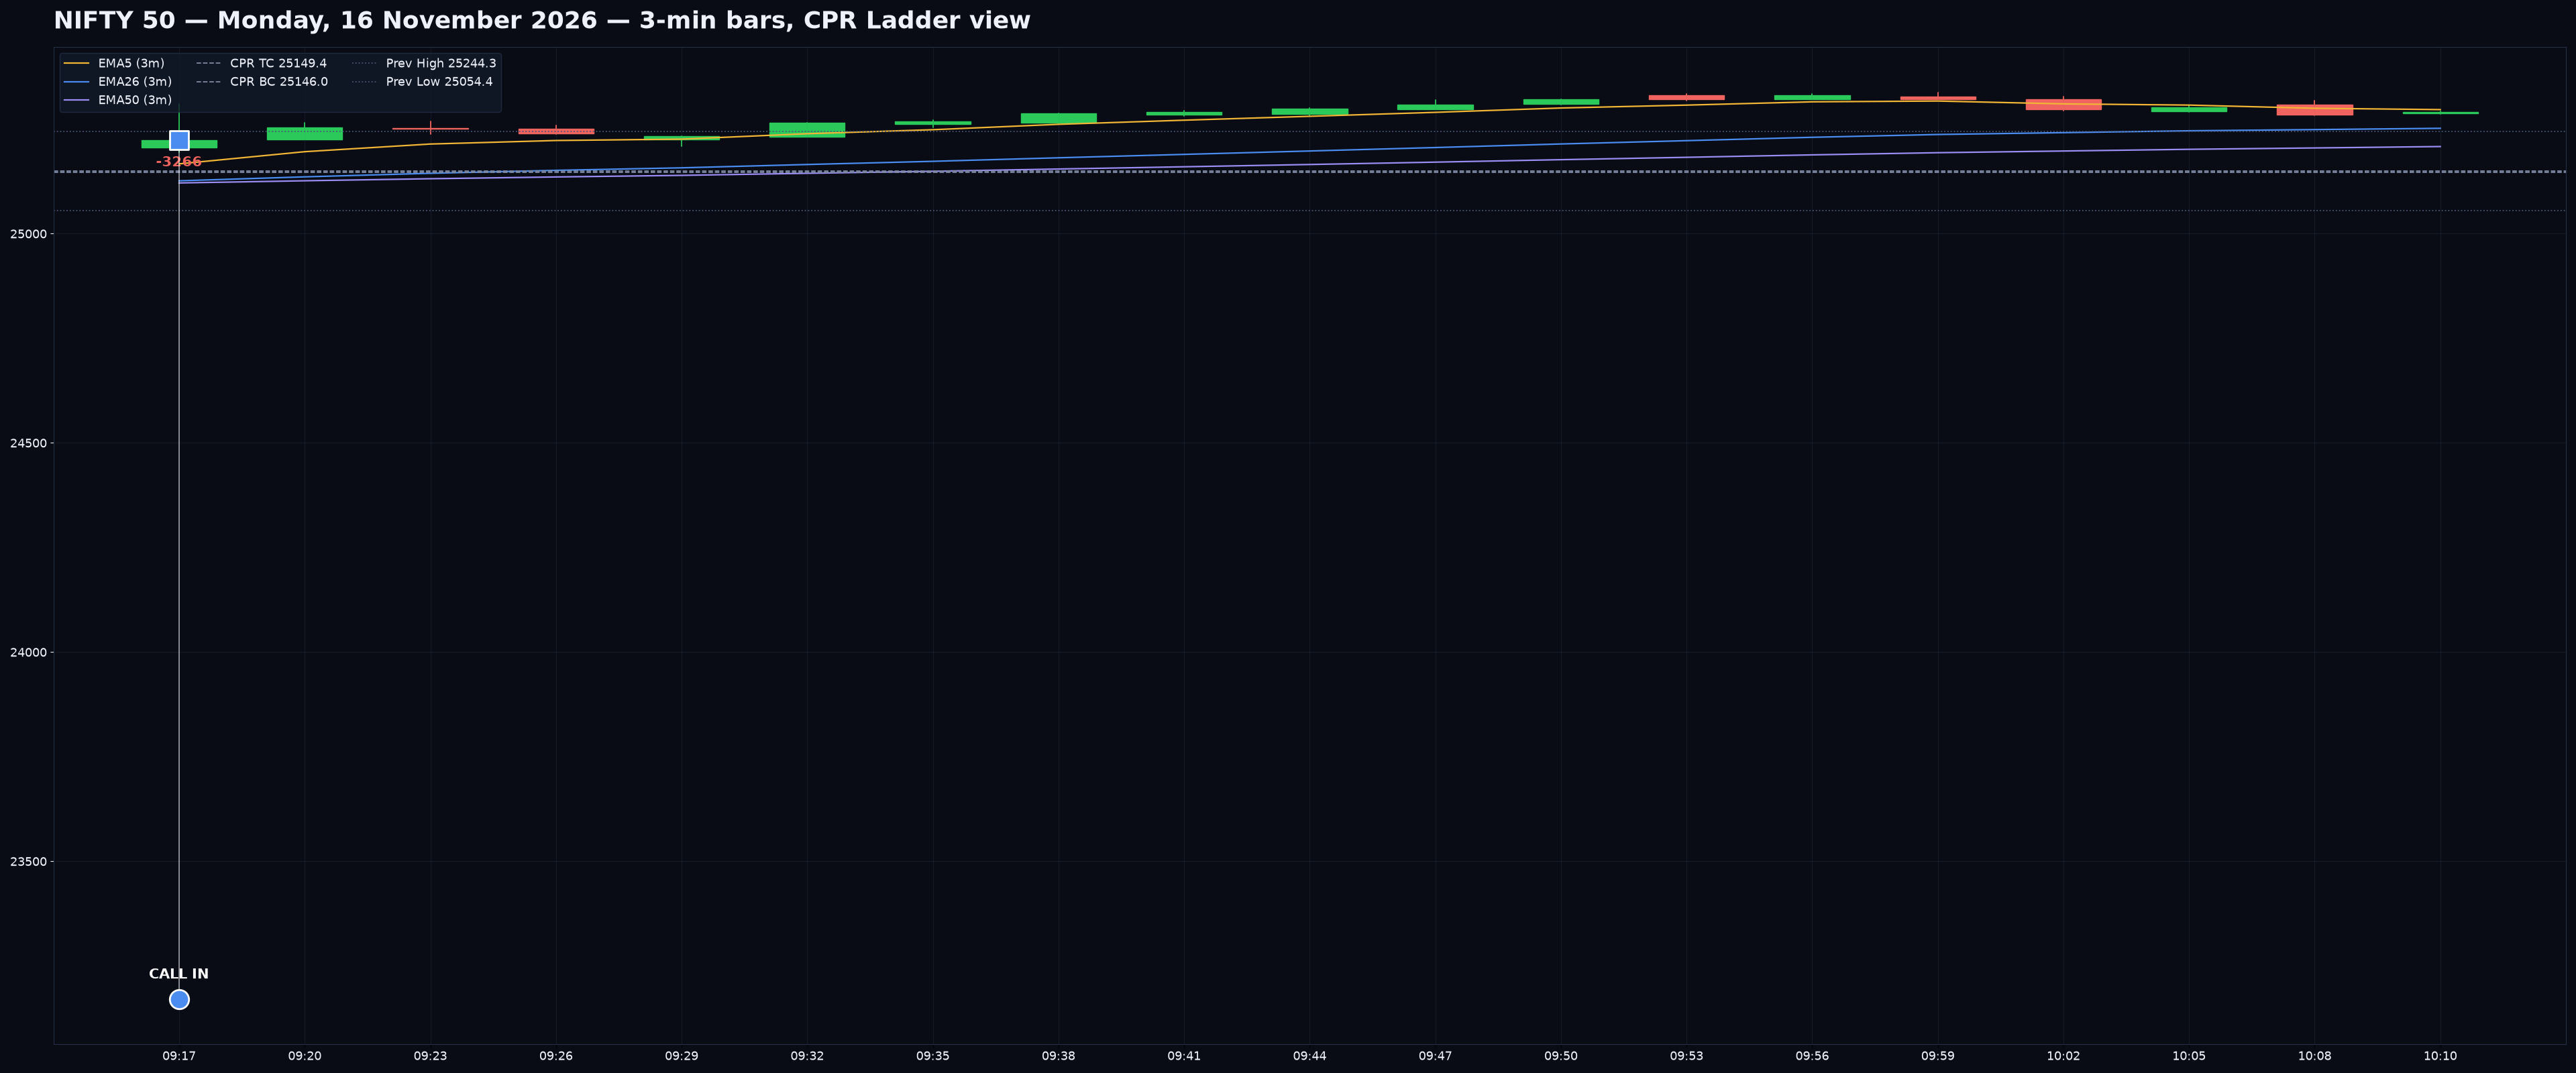 NIFTY 50 — Monday, 16 November 2026 — 3-min bars, CPR Ladder view
EMA5 (3m)
EMA26 (3m)
EMA50 (3m)
CPR TC 25149.4
CPR BC 25146.0
Prev High 25244.3
Prev Low 25054.4
-3266
25000
24500
24000
23500
CALL IN
09:17 09:20 09:23 09:26 09:29 09:32 09:35 09:38 09:41 09:44 09:47 09:50 09:53 09:56 09:59 10:02 10:05 10:08 10:10